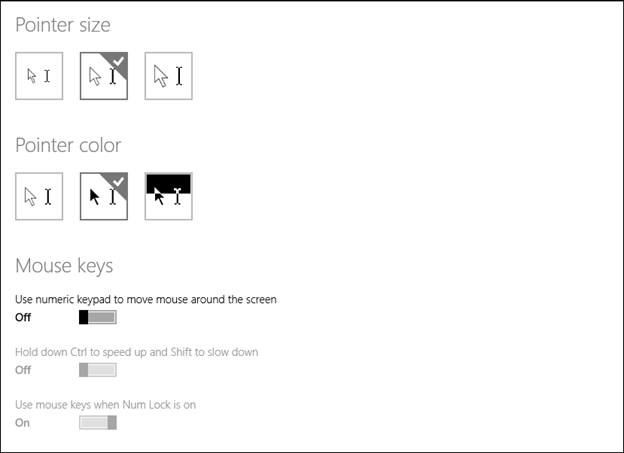 Pointer size
Pointer color
Mouse keys
Use numeric keypad to move mouse around the screen
Off
Hold down Ctrl to speed up and Shift to slow down
Off
Use mouse keys when Num Lock is on
On